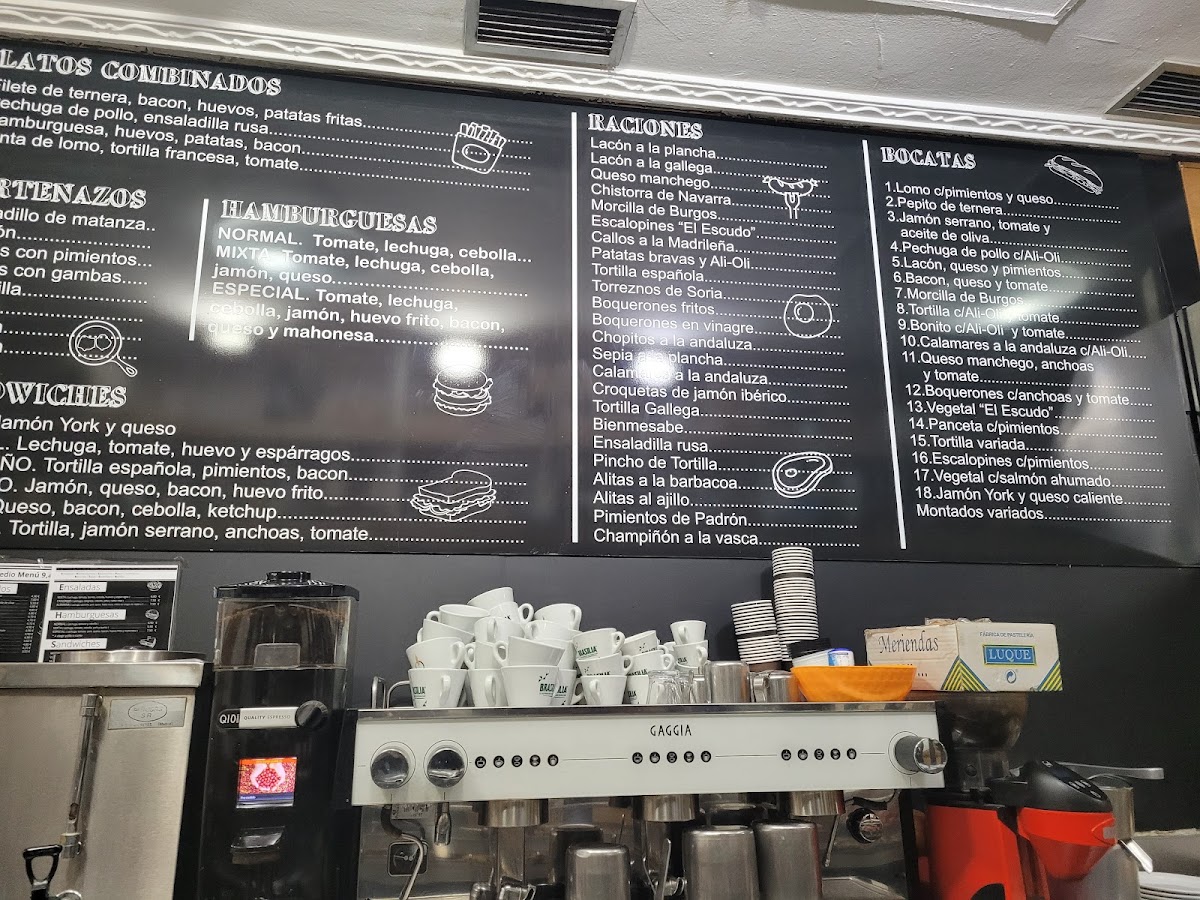 LATOS COMBINADOS
Filete de ternera, bacon, huevos, patatas fritas
echuga de pollo, ensaladilla rusa
amburguesa, huevos, patatas, bacon
nta de lomo, tortilla francesa, tomate
RTENAZOS
adillo de matanza
s con pimientos
s con gambas
illa
HAMBURGUESAS
NORMAL. Tomate, lechuga, cebolla
MIXTA. Tomate, lechuga, cebolla,
jamón, queso
ESPECIAL. Tomate, lechuga,
cebolla, jamón, huevo frito, bacon,
queso y mahonesa
DWICHES
Jamón York y queso
Lechuga, tomate, huevo y espárragos
ÑO. Tortilla española, pimientos, bacon
O. Jamón, queso, bacon, huevo frito
Queso, bacon, cebolla, ketchup
Tortilla, jamón serrano, anchoas, tomate
RACIONES
Lacón a la plancha
Lacón a la gallega
Queso manchego
Chistorra de Navarra
Morcilla de Burgos
Escalopines “El Escudo”
Callos a la Madrileña
Patatas bravas y Ali-Oli
Tortilla española
Torreznos de Soria
Boquerones fritos
Boquerones en vinagre
Chopitos a la andaluza
Sepia a la plancha
Calamares a la andaluza
Croquetas de jamón ibérico
Tortilla Gallega
Bienmesabe
Ensaladilla rusa
Pincho de Tortilla
Alitas a la barbacoa
Alitas al ajillo
Pimientos de Padrón
Champiñón a la vasca
BOCATAS
1.Lomo c/pimientos y queso
2.Pepito de ternera
3.Jamón serrano, tomate y
aceite de oliva
4.Pechuga de pollo c/Ali-Oli
5.Lacón, queso y pimientos
6.Bacon, queso y tomate
7.Morcilla de Burgos
8.Tortilla c/Ali-Oli y tomate
9.Bonito c/Ali-Oli y tomate
10.Calamares a la andaluza c/Ali-Oli
11.Queso manchego, anchoas
y tomate
12.Boquerones c/anchoas y tomate
13.Vegetal “El Escudo”
14.Panceta c/pimientos
15.Tortilla variada
16.Escalopines c/pimientos
17.Vegetal c/salmón ahumado
18.Jamón York y queso caliente
Montados variados
edio Menú 9,
Ensaladas
Hamburguesas
Sandwiches
Meriendas
FÁBRICA DE PASTELERÍA
LUQUE
BRASILIA
BRASILIA
BRASILIA
GAGGIA
Q10
QUALITY ESPRESSO